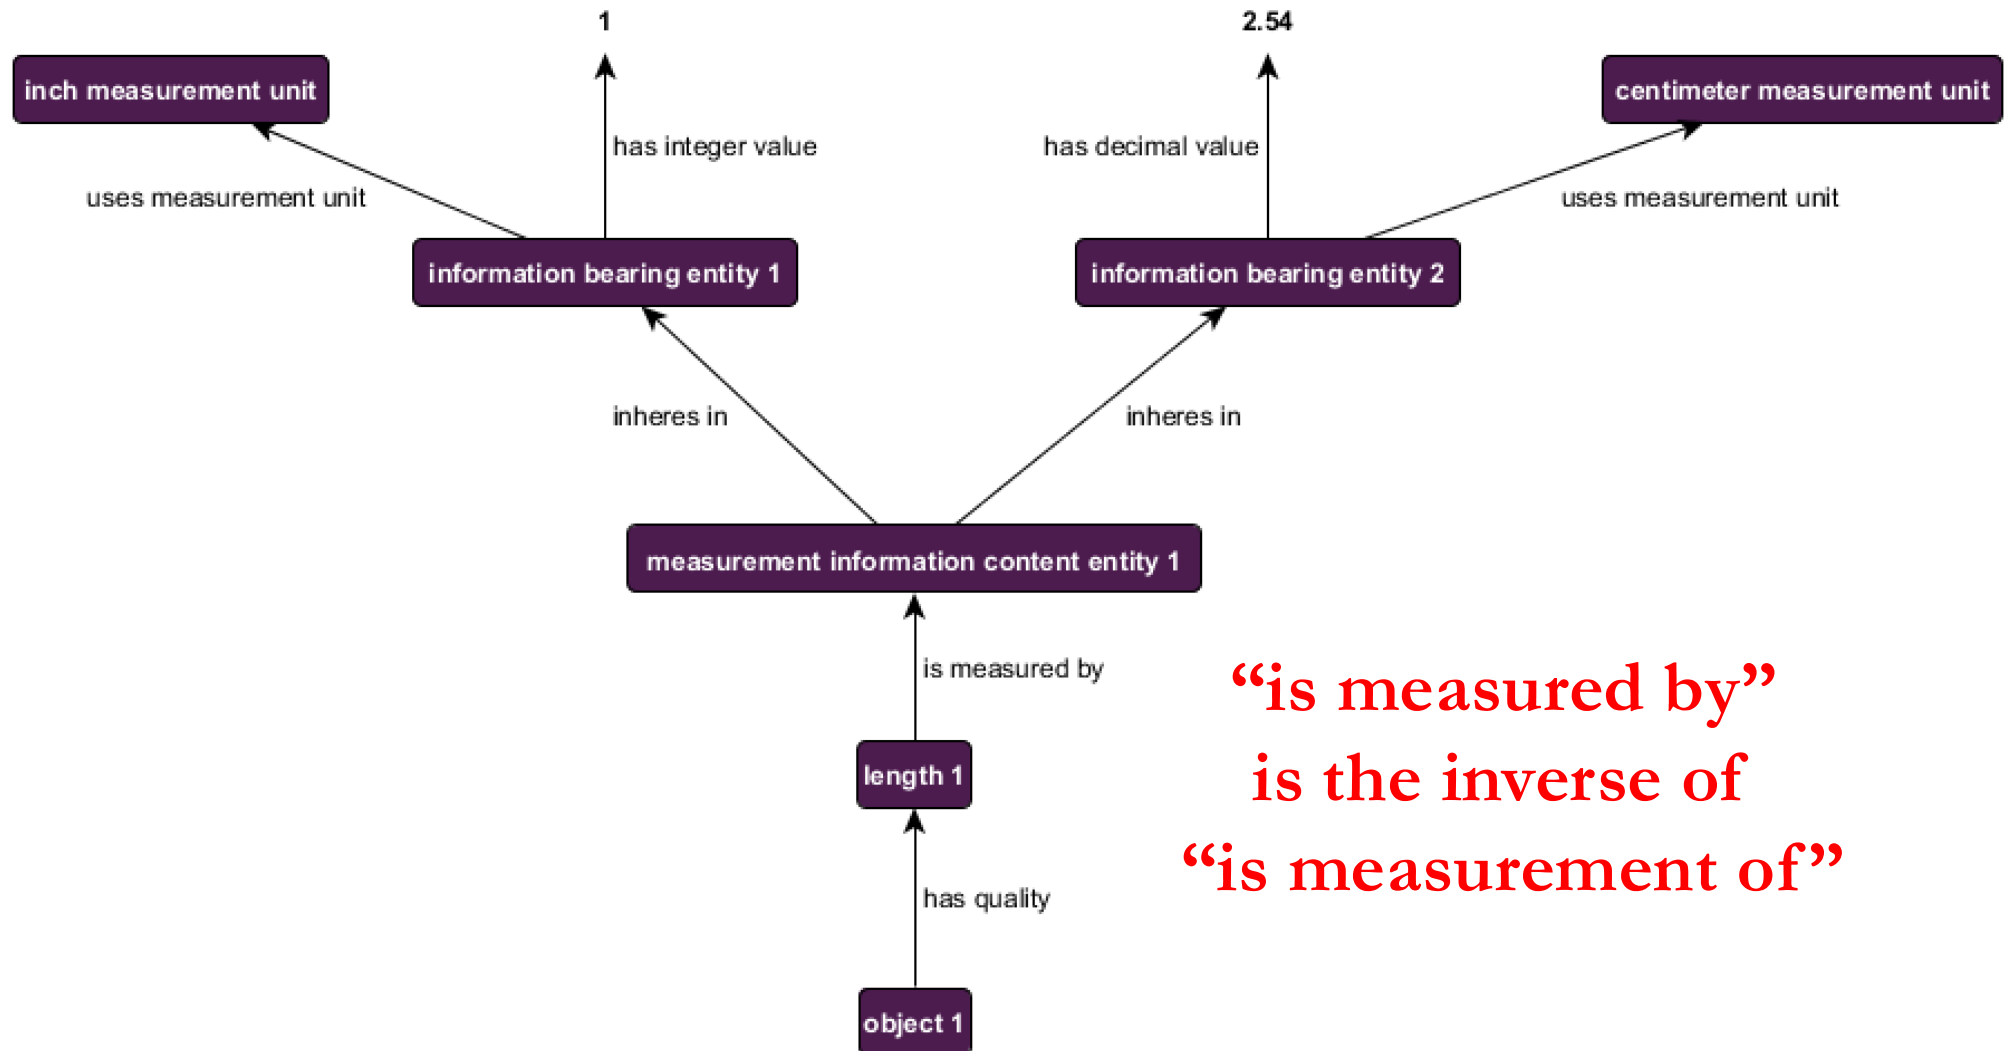 1
2.54
inch measurement unit
centimeter measurement unit
has integer value
has decimal value
uses measurement unit
uses measurement unit
information bearing entity 1
information bearing entity 2
inheres in
inheres in
measurement information content entity 1
is measured by
“is measured by”
is the inverse of
“is measurement of”
length 1
has quality
object 1